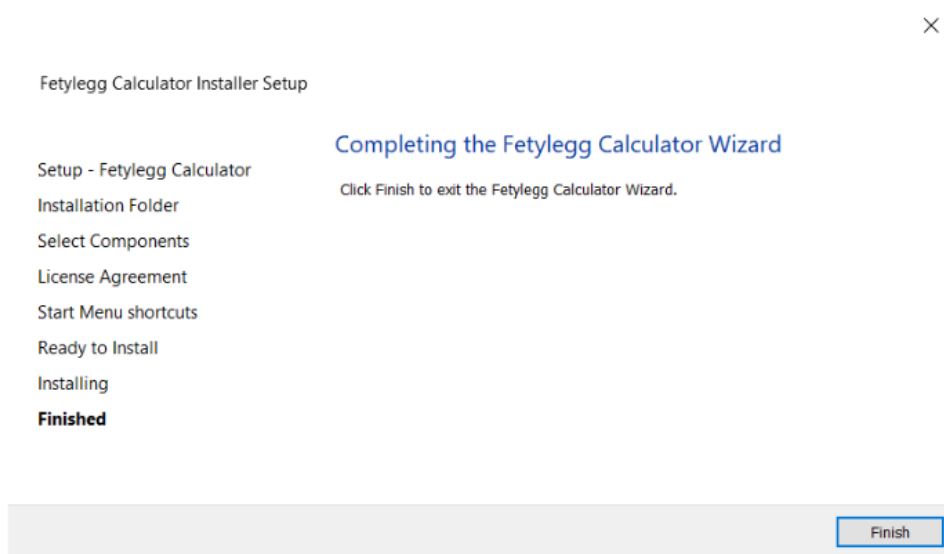 Fetylegg Calculator Installer Setup
Setup - Fetylegg Calculator
Installation Folder
Select Components
License Agreement
Start Menu shortcuts
Ready to Install
Installing
Finished
Completing the Fetylegg Calculator Wizard
Click Finish to exit the Fetylegg Calculator Wizard.
Finish